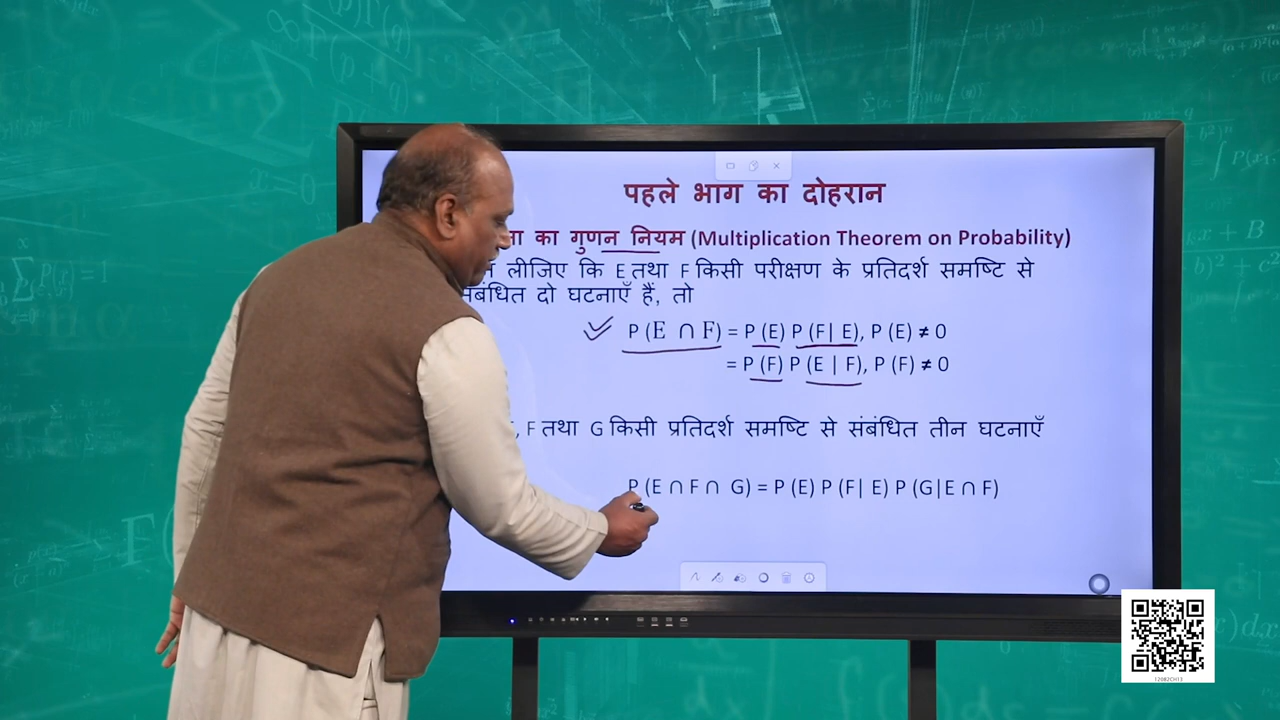 पहले भाग का दोहरान
का गुणन नियम (Multiplication Theorem on Probability)
लीजिए कि E तथा F किसी परीक्षण के प्रतिदर्श समष्टि से
संबंधित दो घटनाएँ हैं, तो
P (E ∩ F) = P (E) P (F| E), P (E) ≠ 0
= P (F) P (E | F), P (F) ≠ 0
, F तथा G किसी प्रतिदर्श समष्टि से संबंधित तीन घटनाएँ
P (E ∩ F ∩ G) = P (E) P (F| E) P (G|E ∩ F)
12082CH13